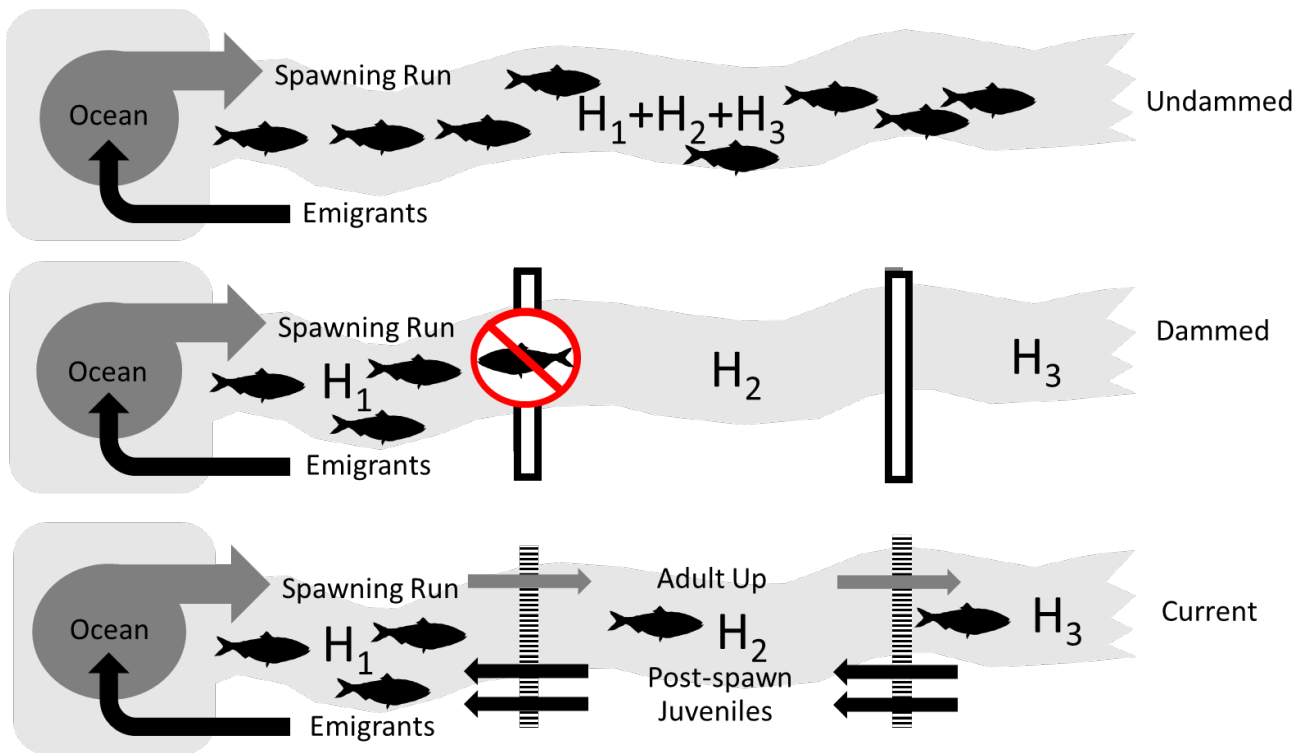 Spawning Run
Ocean
H₁+H₂+H₃
Undammed
Emigrants
Spawning Run
Ocean
H₁
H₂
H₃
Dammed
Emigrants
Spawning Run
Adult Up
Ocean
H₁
H₂
H₃
Current
Post-spawn
Juveniles
Emigrants